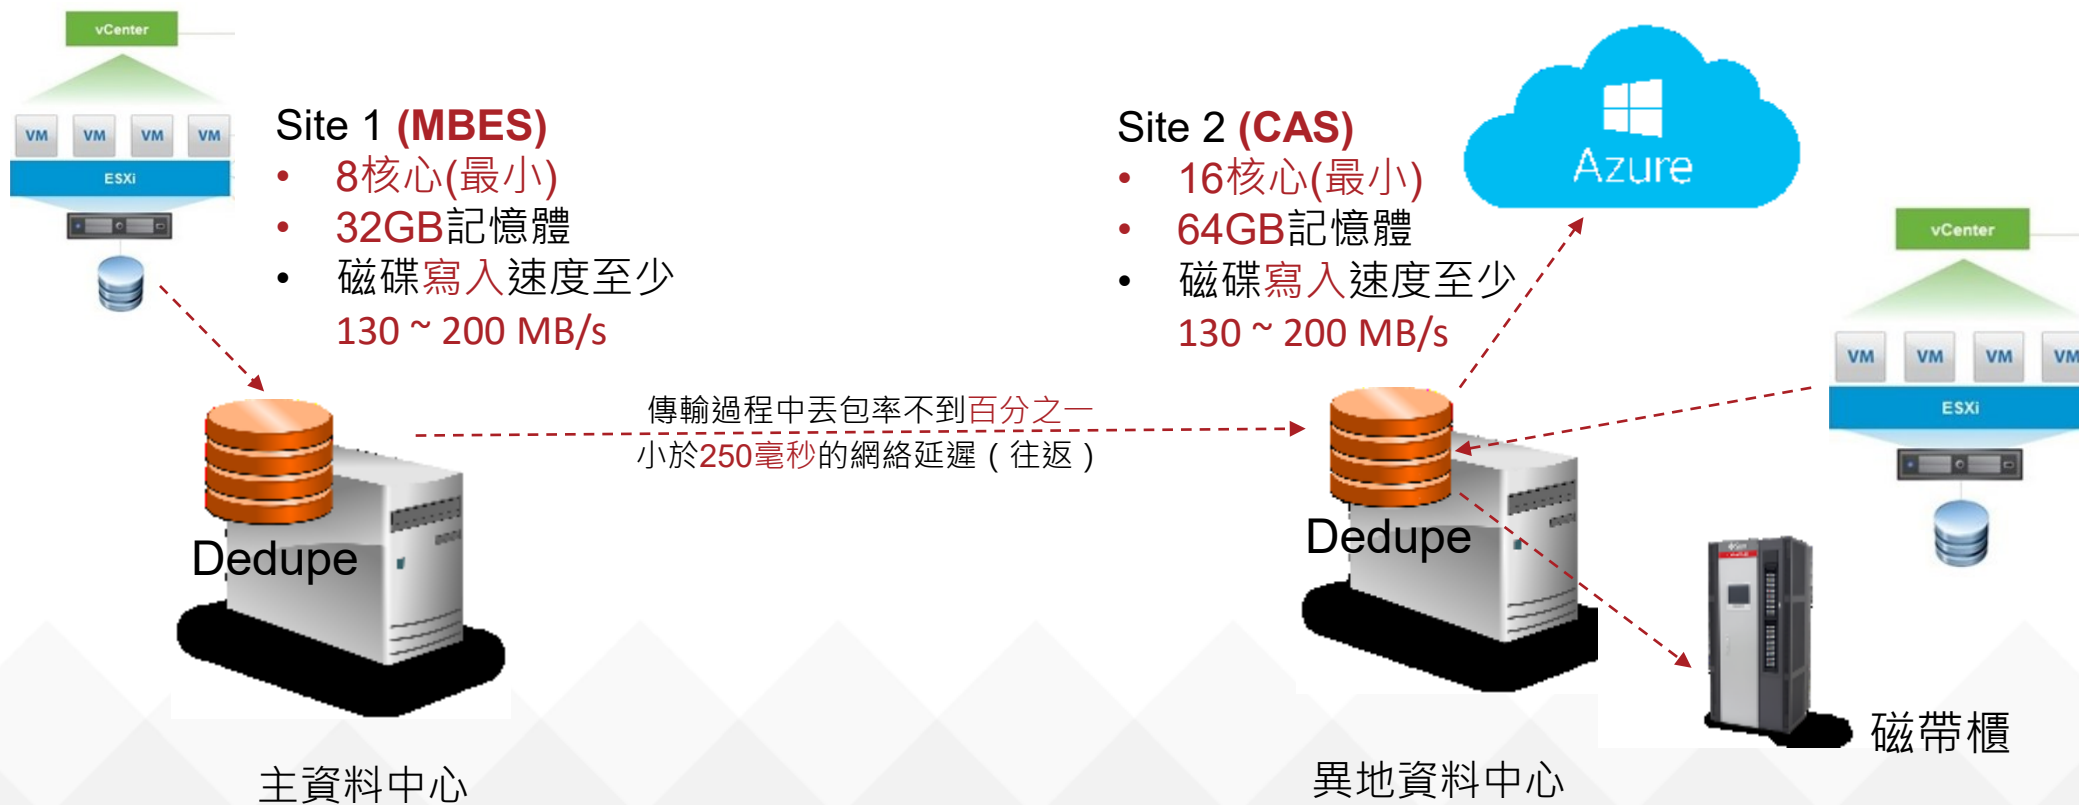 vCenter
VM VM VM VM
ESXi
Site 1 (MBES)
• 8核心(最小)
• 32GB記憶體
• 磁碟寫入速度至少
130 ~ 200 MB/s
Dedupe
主資料中心
傳輸過程中丟包率不到百分之一
小於250毫秒的網絡延遲（往返）
Site 2 (CAS)
• 16核心(最小)
• 64GB記憶體
• 磁碟寫入速度至少
130 ~ 200 MB/s
Azure
Dedupe
異地資料中心
vCenter
VM VM VM VM
ESXi
磁帶櫃